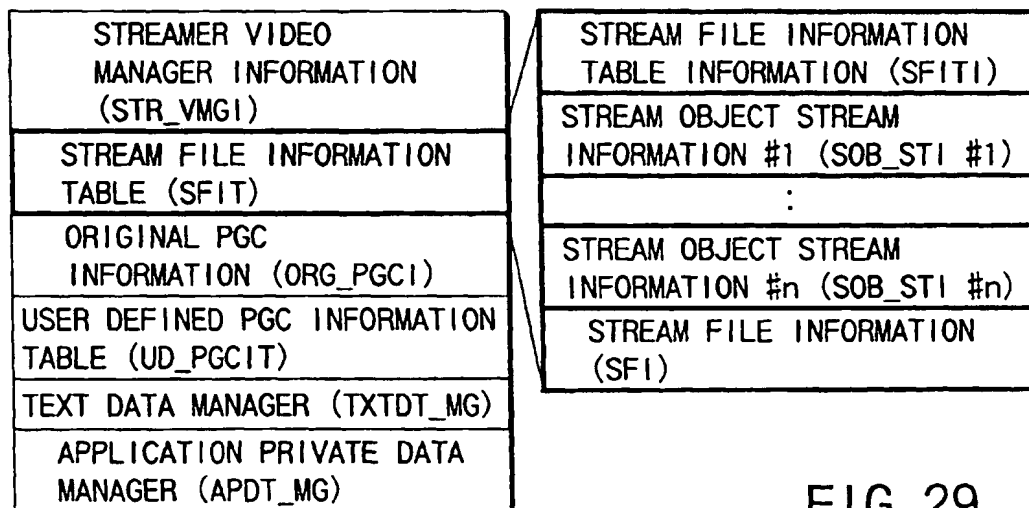 STREAMER VIDEO
MANAGER INFORMATION
(STR_VMGI)
STREAM FILE INFORMATION
TABLE (SFIT)
ORIGINAL PGC
INFORMATION (ORG_PGCI)
USER DEFINED PGC INFORMATION
TABLE (UD_PGCIT)
TEXT DATA MANAGER (TXTDT_MG)
APPLICATION PRIVATE DATA
MANAGER (APDT_MG)
STREAM FILE INFORMATION
TABLE INFORMATION (SFITI)
STREAM OBJECT STREAM
INFORMATION #1 (SOB_STI #1)
:
STREAM OBJECT STREAM
INFORMATION #n (SOB_STI #n)
STREAM FILE INFORMATION
(SFI)
FIG. 29